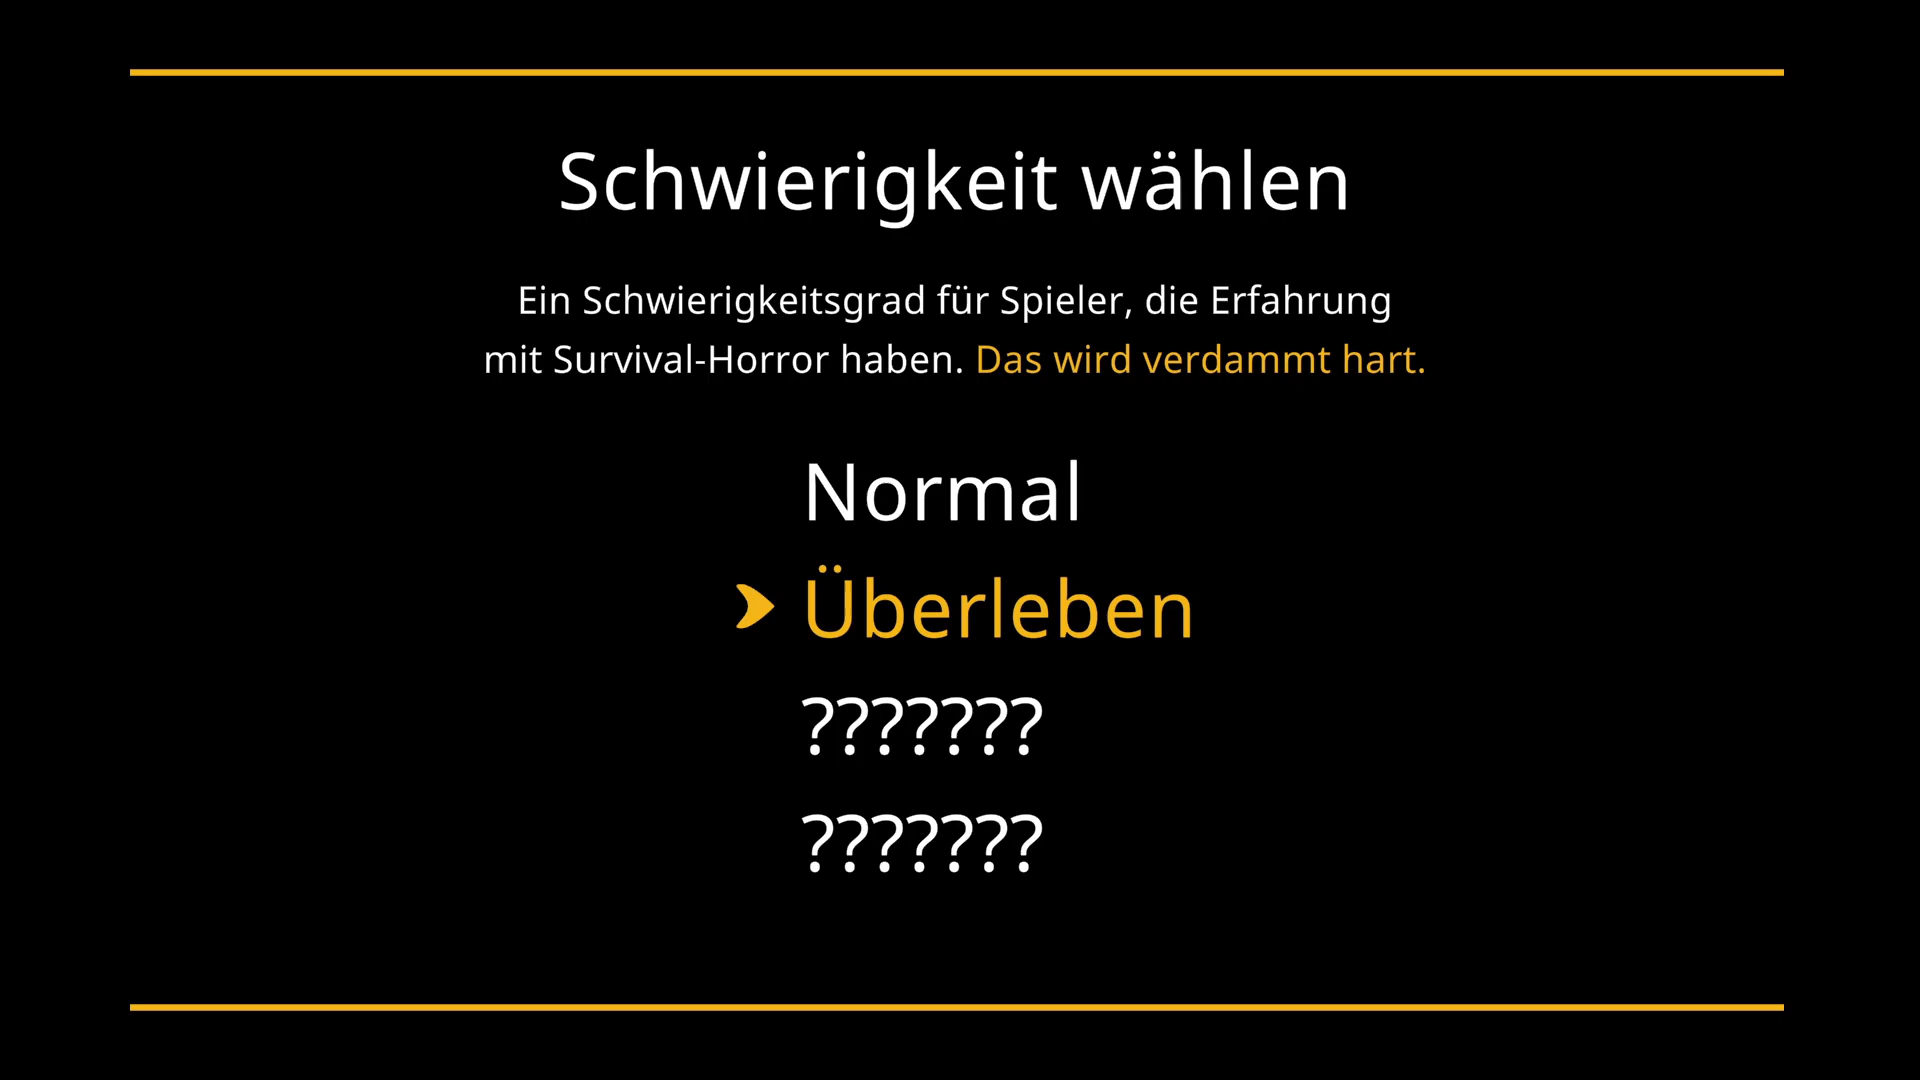 Schwierigkeit wählen
Ein Schwierigkeitsgrad für Spieler, die Erfahrung
mit Survival-Horror haben. Das wird verdammt hart.
Normal
Überleben
???????
???????